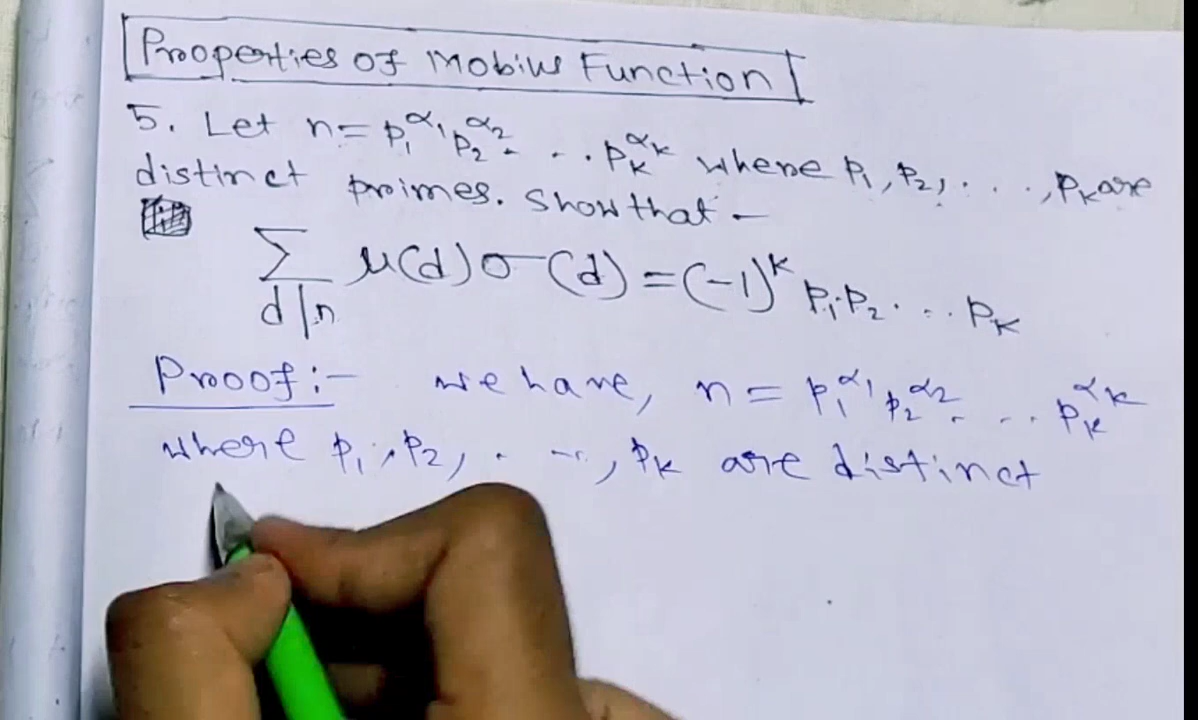 Properties of Mobius Function
5. Let n = p₁^α₁ p₂^α₂ . . . pₖ^αₖ where p₁, p₂, . . . , pₖ are
distinct primes. Show that –
∑_{d|n} μ(d) σ(d) = (-1)^k p₁.p₂ . . . pₖ
Proof :- we have, n = p₁^α₁ p₂^α₂ . . . pₖ^αₖ
where p₁, p₂, . . . , pₖ are distinct